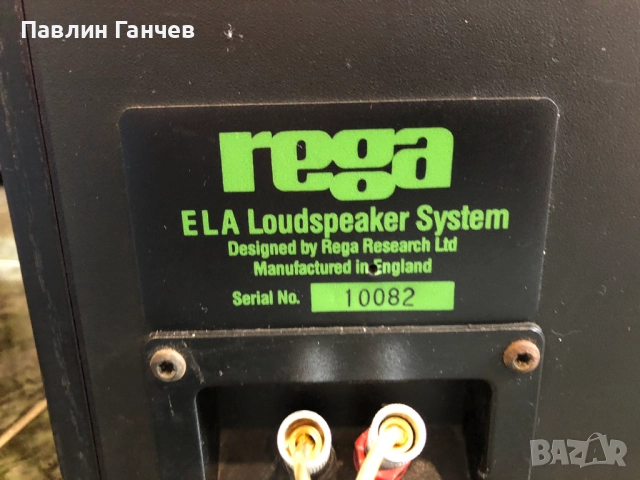 Павлин Ганчев
rega
ELA Loudspeaker System
Designed by Rega Research Ltd
Manufactured in England
Serial No. 10082
BAZAR